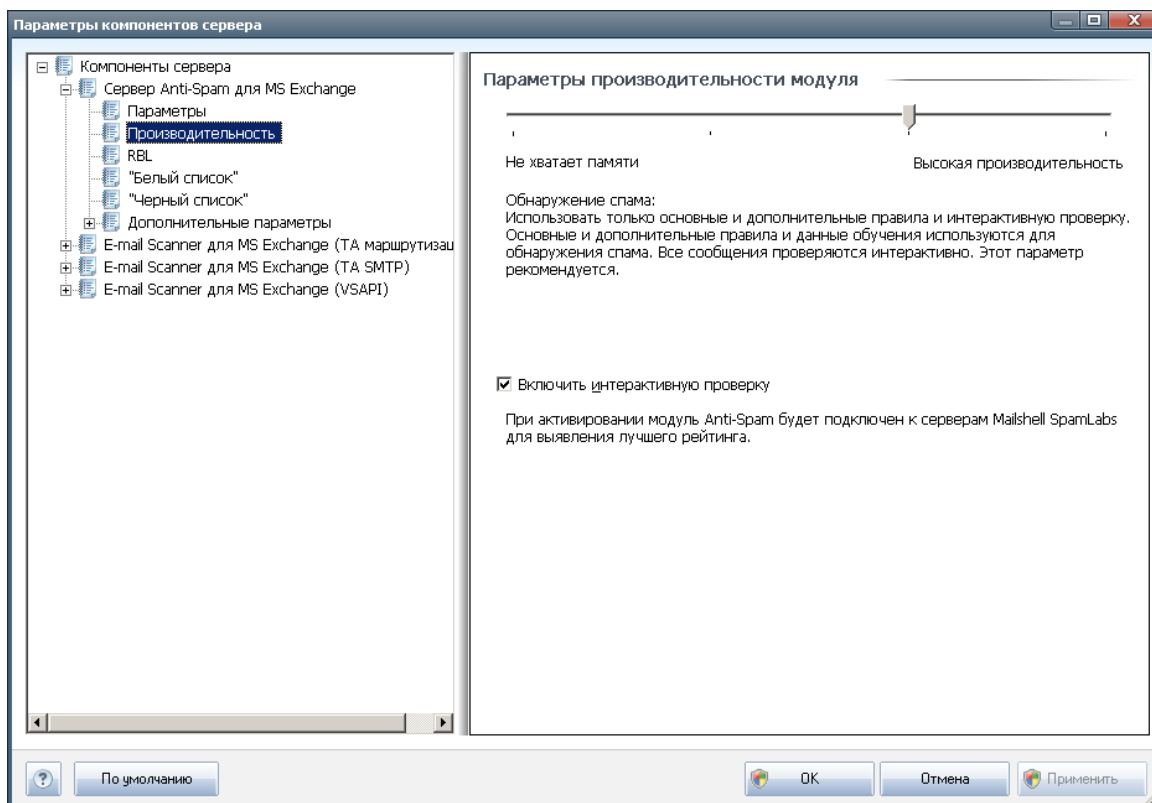 Параметры компонентов сервера
Компоненты сервера
Сервер Anti-Spam для MS Exchange
Параметры
Производительность
RBL
"Белый список"
"Черный список"
Дополнительные параметры
E-mail Scanner для MS Exchange (TA маршрутизац
E-mail Scanner для MS Exchange (TA SMTP)
E-mail Scanner для MS Exchange (VSAPI)
Параметры производительности модуля
Не хватает памяти
Высокая производительность
Обнаружение спама:
Использовать только основные и дополнительные правила и интерактивную проверку.
Основные и дополнительные правила и данные обучения используются для
обнаружения спама. Все сообщения проверяются интерактивно. Этот параметр
рекомендуется.
Включить интерактивную проверку
При активировании модуль Anti-Spam будет подключен к серверам Mailshell SpamLabs
для выявления лучшего рейтинга.
?
По умолчанию
OK
Отмена
Применить